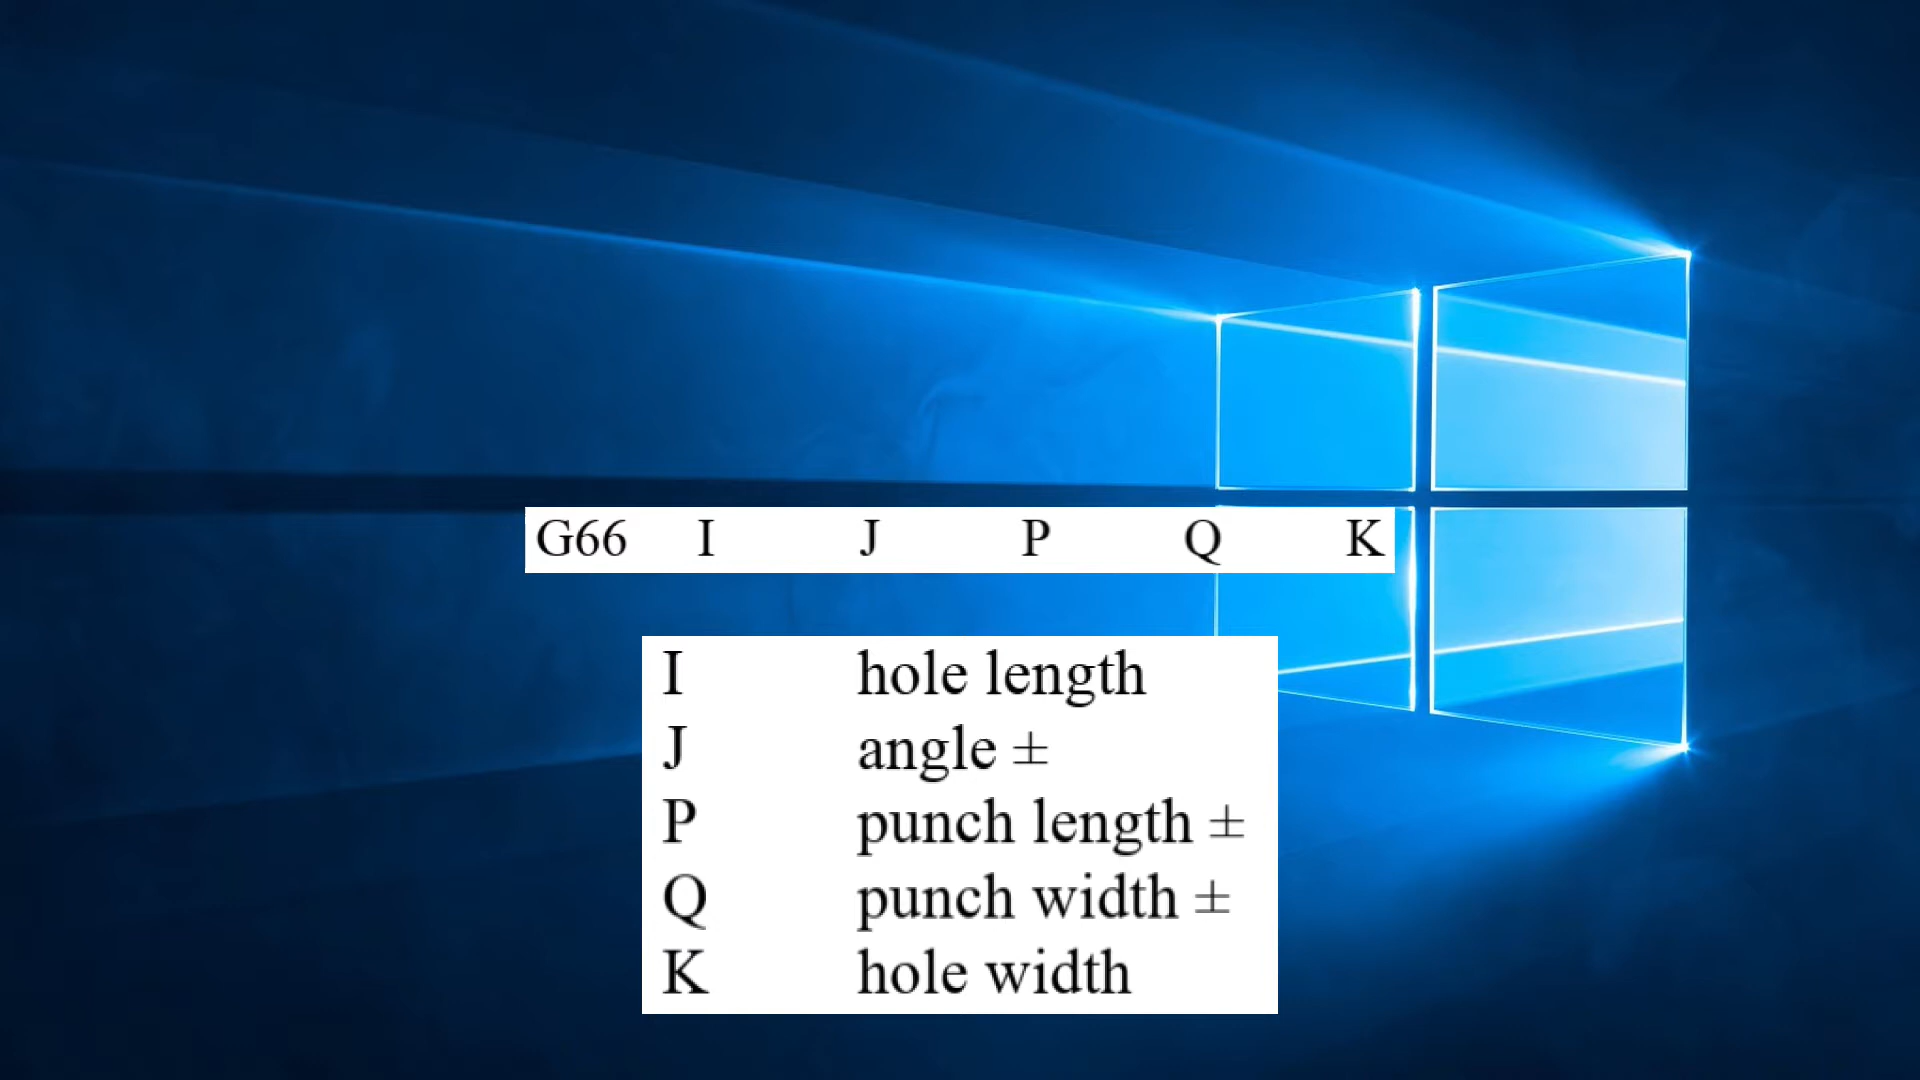 G66 I J P Q K
I hole length
J angle ±
P punch length ±
Q punch width ±
K hole width